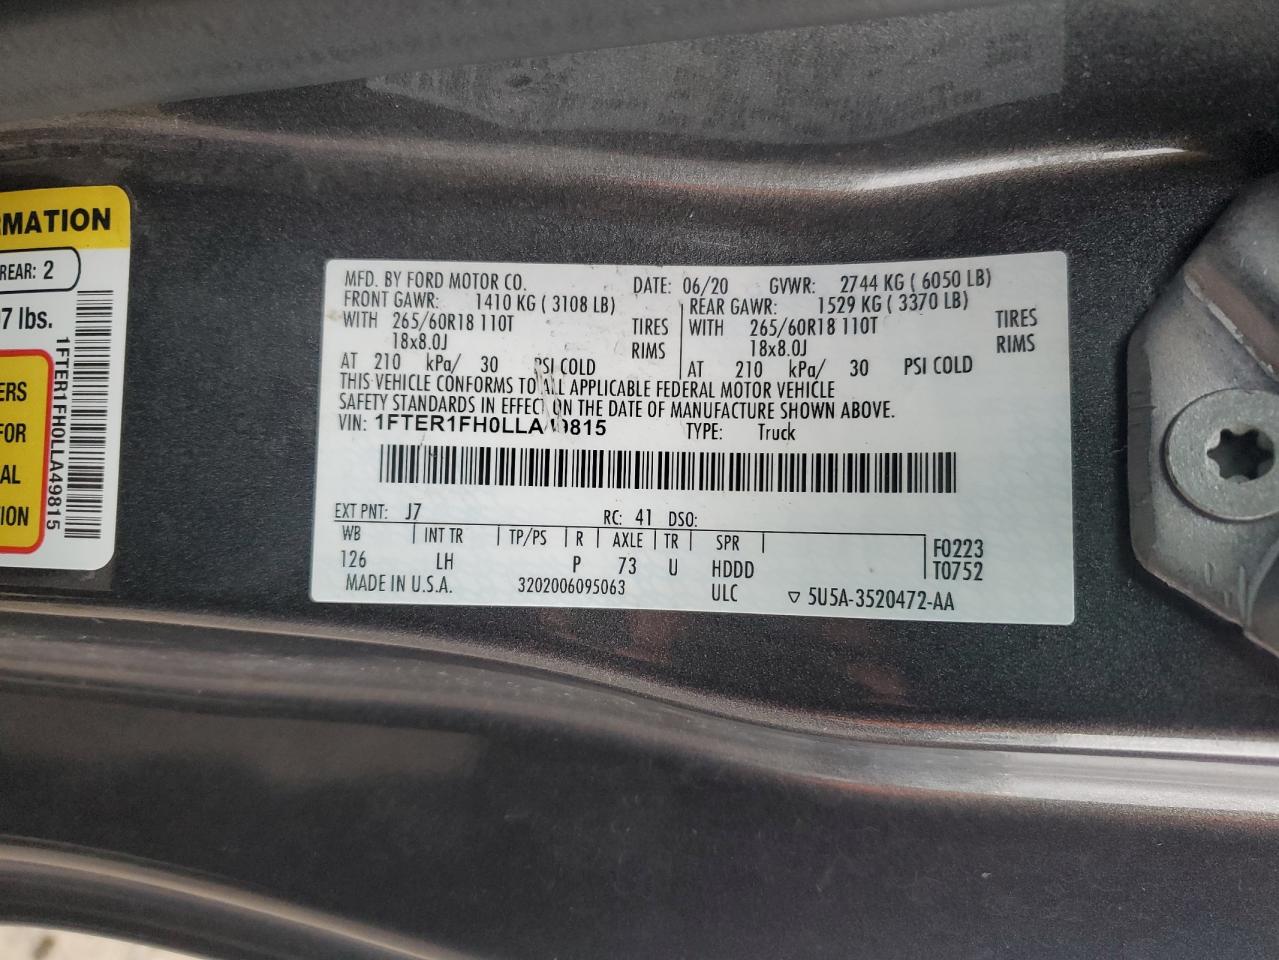 RMATION
REAR: 2
7 lbs.
ERS
FOR
AL
ION
1FTER1FH0LLA49815
MFD. BY FORD MOTOR CO. DATE: 06/20 GVWR: 2744 KG ( 6050 LB)
FRONT GAWR: 1410 KG ( 3108 LB) REAR GAWR: 1529 KG ( 3370 LB)
WITH 265/60R18 110T TIRES WITH 265/60R18 110T TIRES
18x8.0J RIMS 18x8.0J RIMS
AT 210 kPa/ 30 PSI COLD AT 210 kPa/ 30 PSI COLD
THIS VEHICLE CONFORMS TO ALL APPLICABLE FEDERAL MOTOR VEHICLE
SAFETY STANDARDS IN EFFECT ON THE DATE OF MANUFACTURE SHOWN ABOVE.
VIN: 1FTER1FH0LLA49815 TYPE: Truck
EXT PNT: J7 RC: 41 DSO:
WB INT TR TP/PS R AXLE TR SPR F0223
126 LH P 73 U HDDD T0752
MADE IN U.S.A. 3202006095063 ULC ▽ 5U5A-3520472-AA